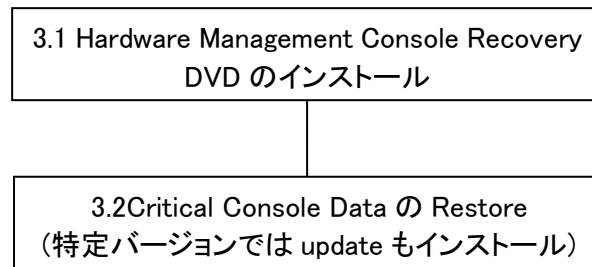 3.1 Hardware Management Console Recovery
DVD のインストール
3.2Critical Console Data の Restore
（特定バージョンでは update もインストール）